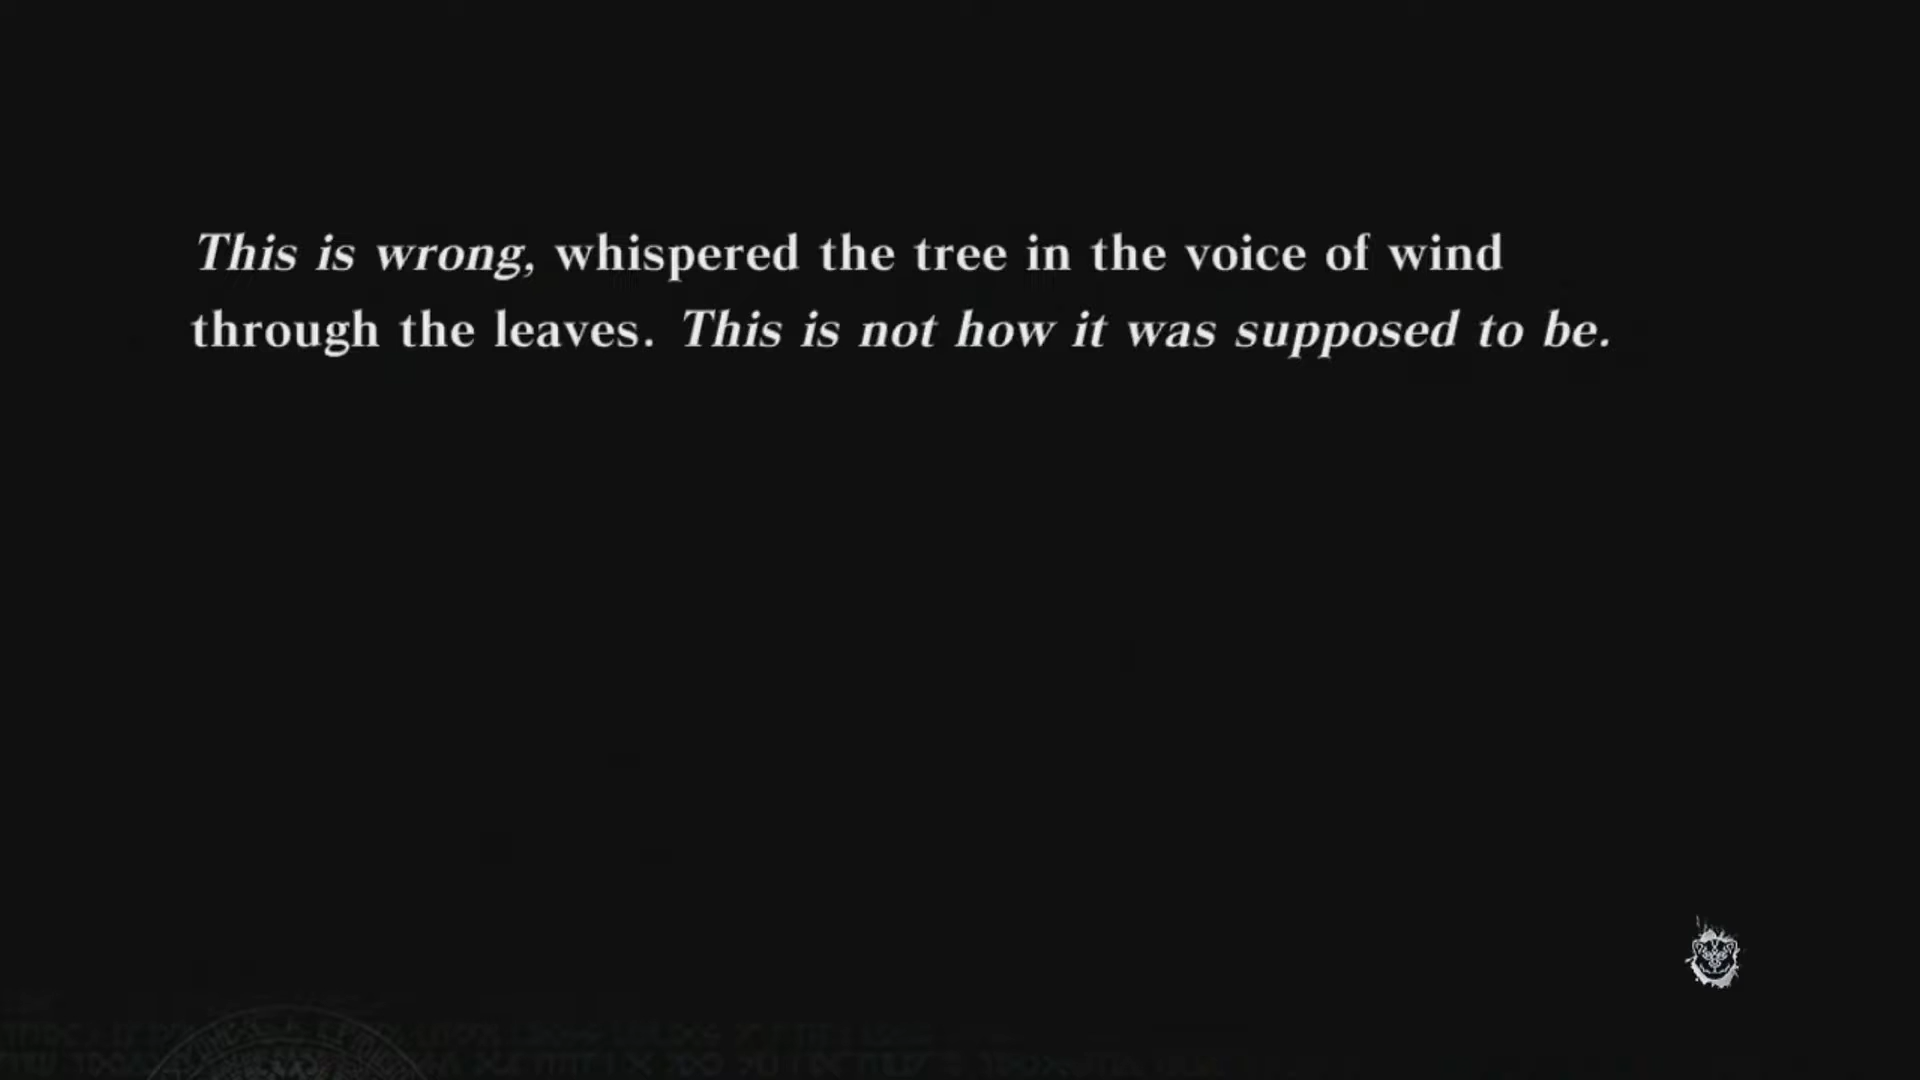 This is wrong, whispered the tree in the voice of wind
through the leaves. This is not how it was supposed to be.